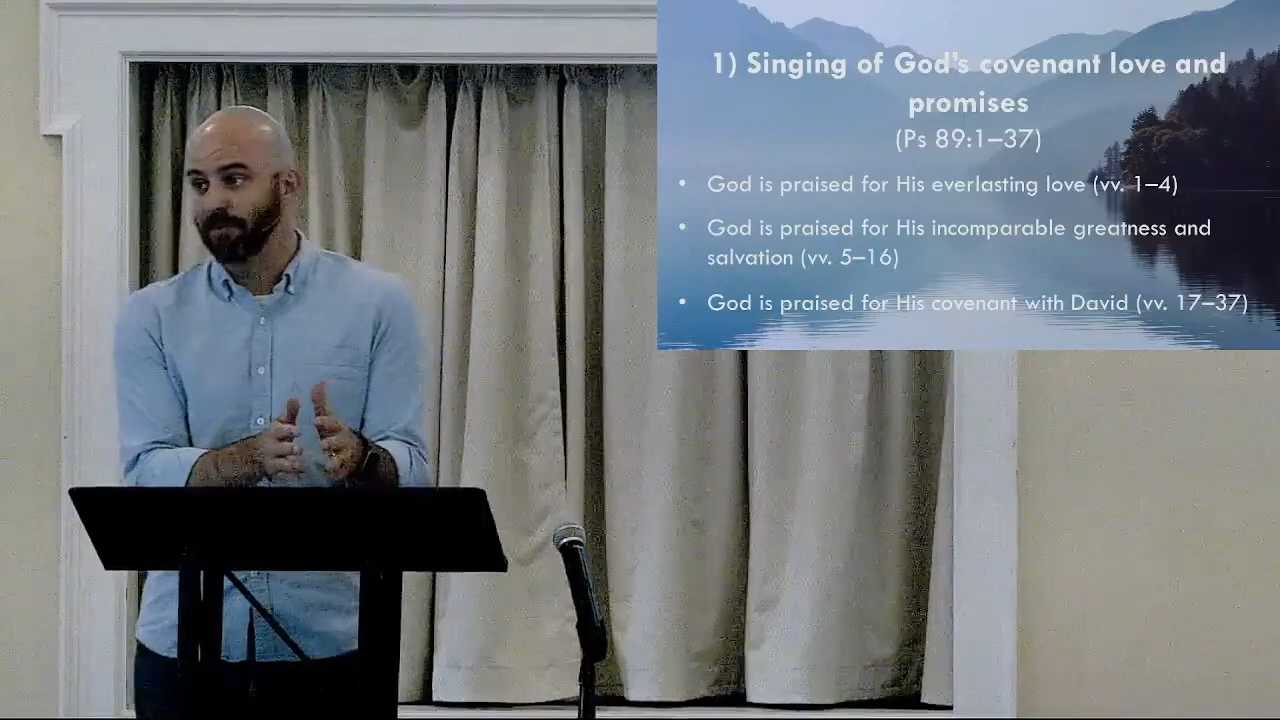 1) Singing of God's covenant love and
promises
(Ps 89:1–37)
• God is praised for His everlasting love (vv. 1–4)
• God is praised for His incomparable greatness and
salvation (vv. 5–16)
• God is praised for His covenant with David (vv. 17–37)